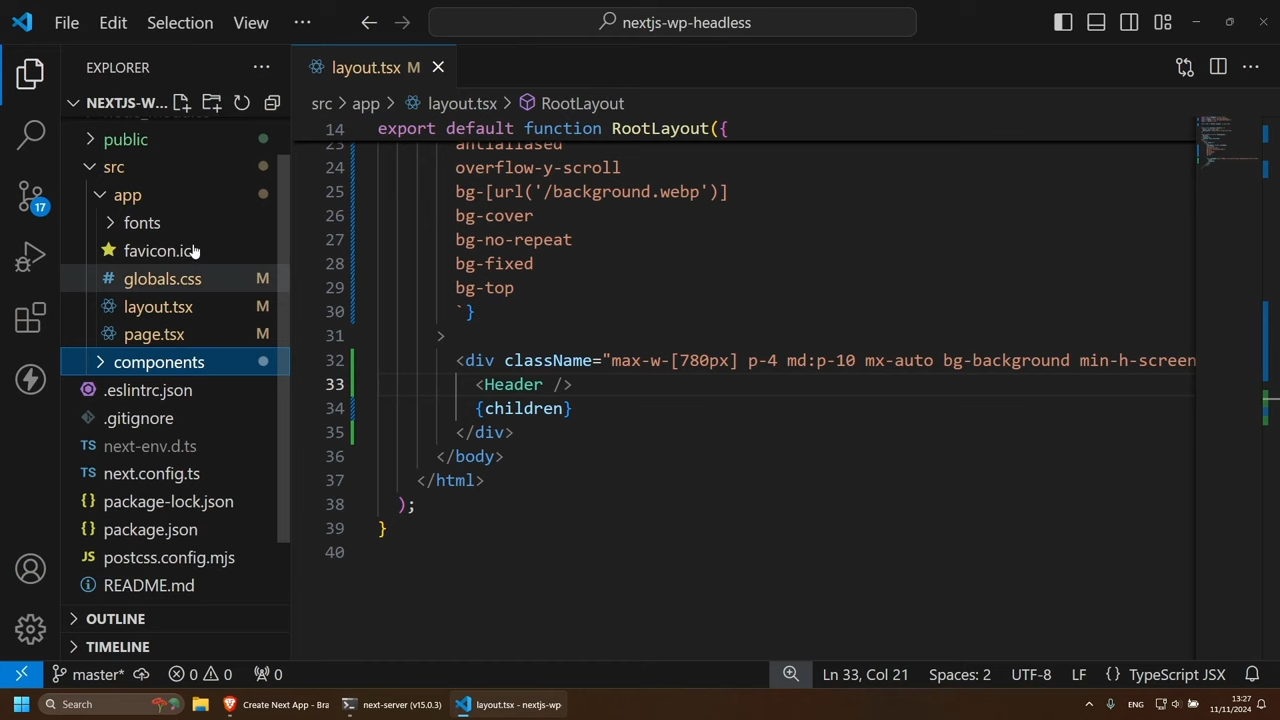 File Edit Selection View ··· nextjs-wp-headless
EXPLORER ···
layout.tsx M
NEXTJS-W...
src > app > layout.tsx > RootLayout
public
src
app
fonts
favicon.ic
# globals.css M
layout.tsx M
page.tsx M
components
.eslintrc.json
.gitignore
TS next-env.d.ts
TS next.config.ts
{} package-lock.json
{} package.json
JS postcss.config.mjs
README.md
OUTLINE
TIMELINE
17
14 export default function RootLayout({
23 antialiased
24 overflow-y-scroll
25 bg-[url('/background.webp')]
26 bg-cover
27 bg-no-repeat
28 bg-fixed
29 bg-top
30 `}
31 >
32 <div className="max-w-[780px] p-4 md:p-10 mx-auto bg-background min-h-screen
33 <Header />
34 {children}
35 </div>
36 </body>
37 </html>
38 );
39 }
40
master* 0 0 0 Ln 33, Col 21 Spaces: 2 UTF-8 LF {} TypeScript JSX
Search Create Next App - Bra next-server (v15.0.3) layout.tsx - nextjs-wp ENG 13:27
11/11/2024